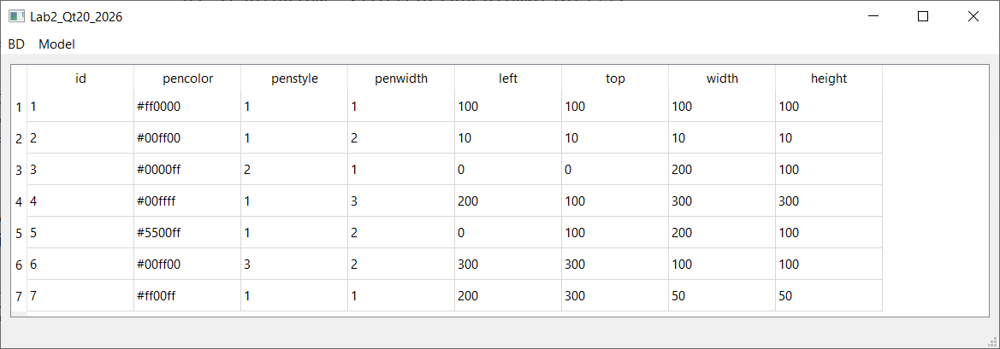 Lab2_Qt20_2026
BD Model
id pencolor penstyle penwidth left top width height
1 1 #ff0000 1 1 100 100 100 100
2 2 #00ff00 1 2 10 10 10 10
3 3 #0000ff 2 1 0 0 200 100
4 4 #00ffff 1 3 200 100 300 300
5 5 #5500ff 1 2 0 100 200 100
6 6 #00ff00 3 2 300 300 100 100
7 7 #ff00ff 1 1 200 300 50 50